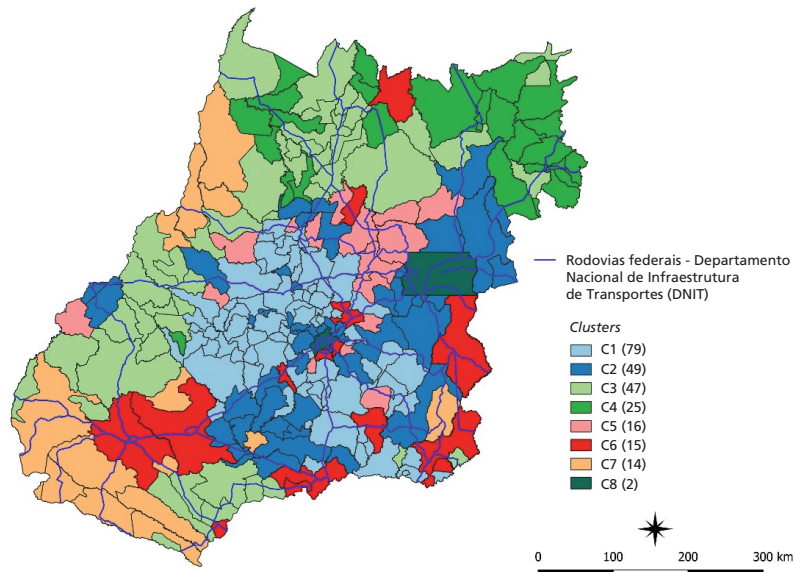 Rodovias federais - Departamento
Nacional de Infraestrutura
de Transportes (DNIT)
Clusters
C1 (79)
C2 (49)
C3 (47)
C4 (25)
C5 (16)
C6 (15)
C7 (14)
C8 (2)
0 100 200 300 km